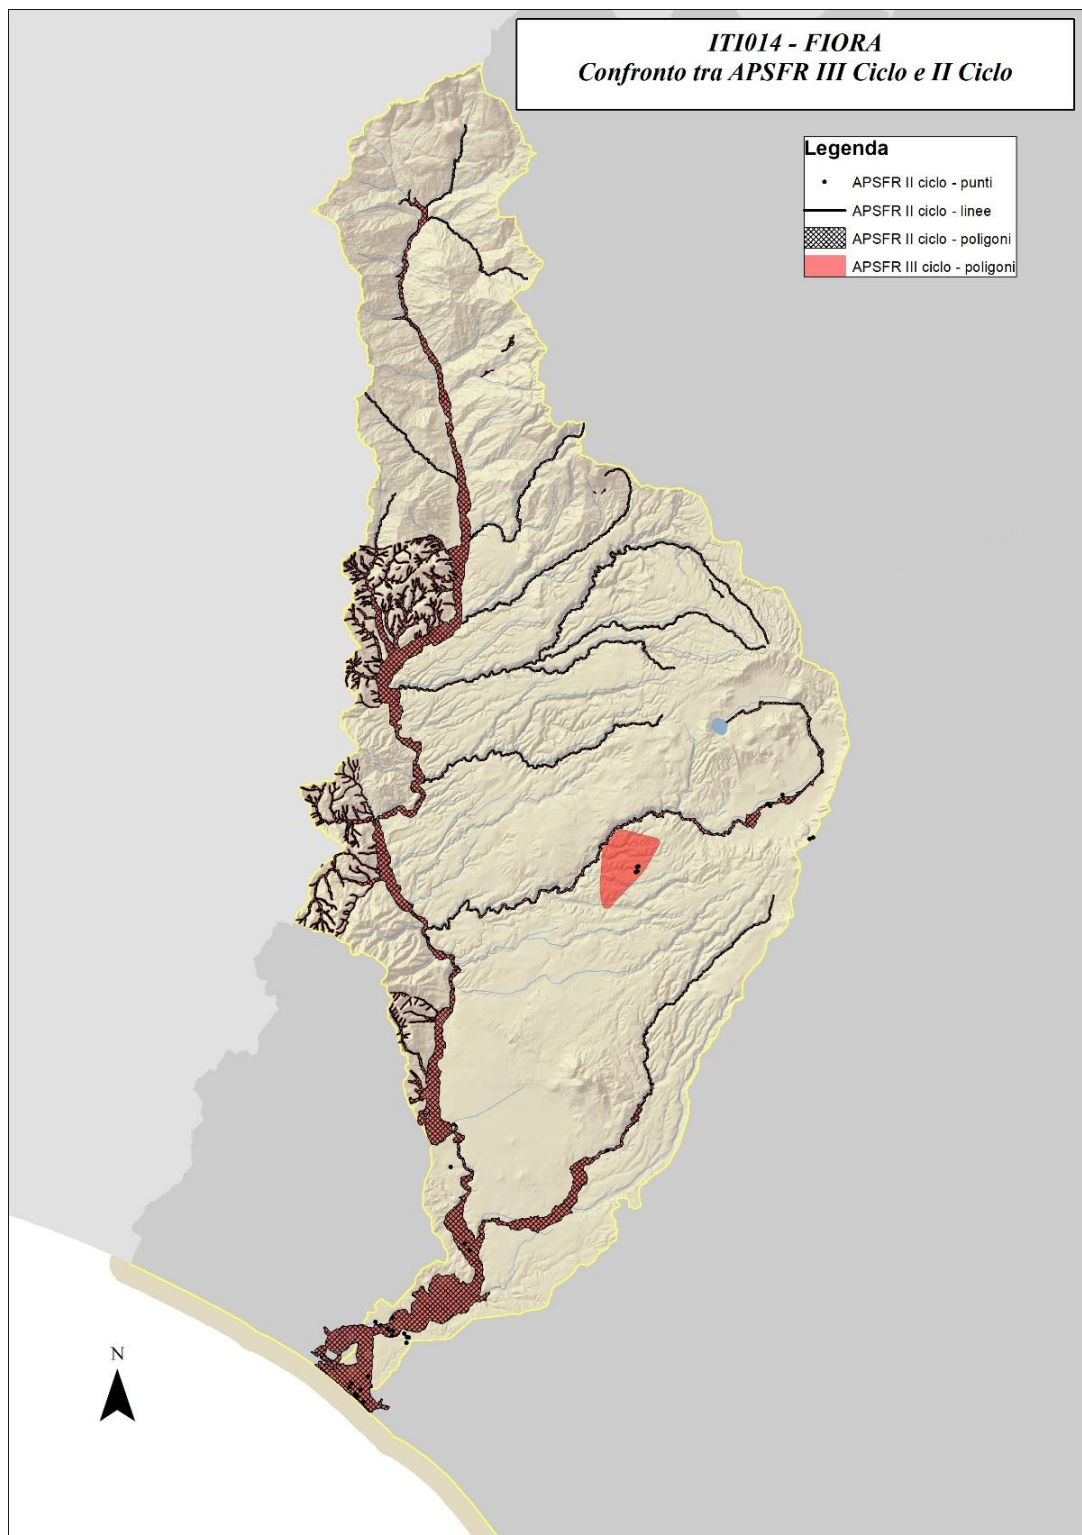 ITI014 - FIORA
Confronto tra APSFR III Ciclo e II Ciclo
Legenda
APSFR II ciclo - punti
APSFR II ciclo - linee
APSFR II ciclo - poligoni
APSFR III ciclo - poligoni
N